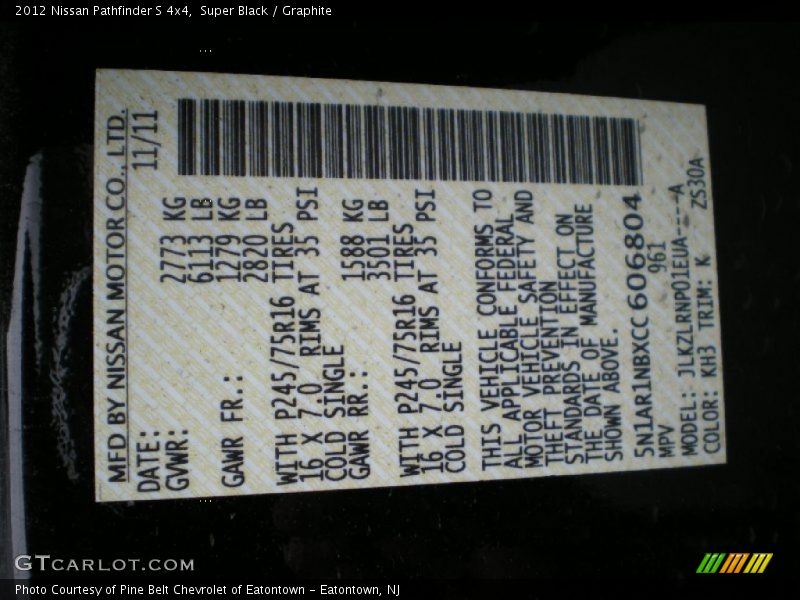 2012 Nissan Pathfinder S 4x4,  Super Black / Graphite
MFD BY NISSAN MOTOR CO., LTD.
DATE: 11/11
GVWR: 2773 KG
6113 LB
GAWR FR.: 1279 KG
2820 LB
WITH P245/75R16 TIRES
16 X 7.0 RIMS AT 35 PSI
COLD SINGLE
GAWR RR.: 1588 KG
3501 LB
WITH P245/75R16 TIRES
16 X 7.0 RIMS AT 35 PSI
COLD SINGLE
THIS VEHICLE CONFORMS TO
ALL APPLICABLE FEDERAL
MOTOR VEHICLE SAFETY AND
THEFT PREVENTION
STANDARDS IN EFFECT ON
THE DATE OF MANUFACTURE
SHOWN ABOVE.
5N1AR1NBXCC606804
MPV 961
MODEL: JLKZLRNP01EUA----A
COLOR: KH3 TRIM: K ZS30A
GTCARLOT.COM
Photo Courtesy of Pine Belt Chevrolet of Eatontown – Eatontown, NJ